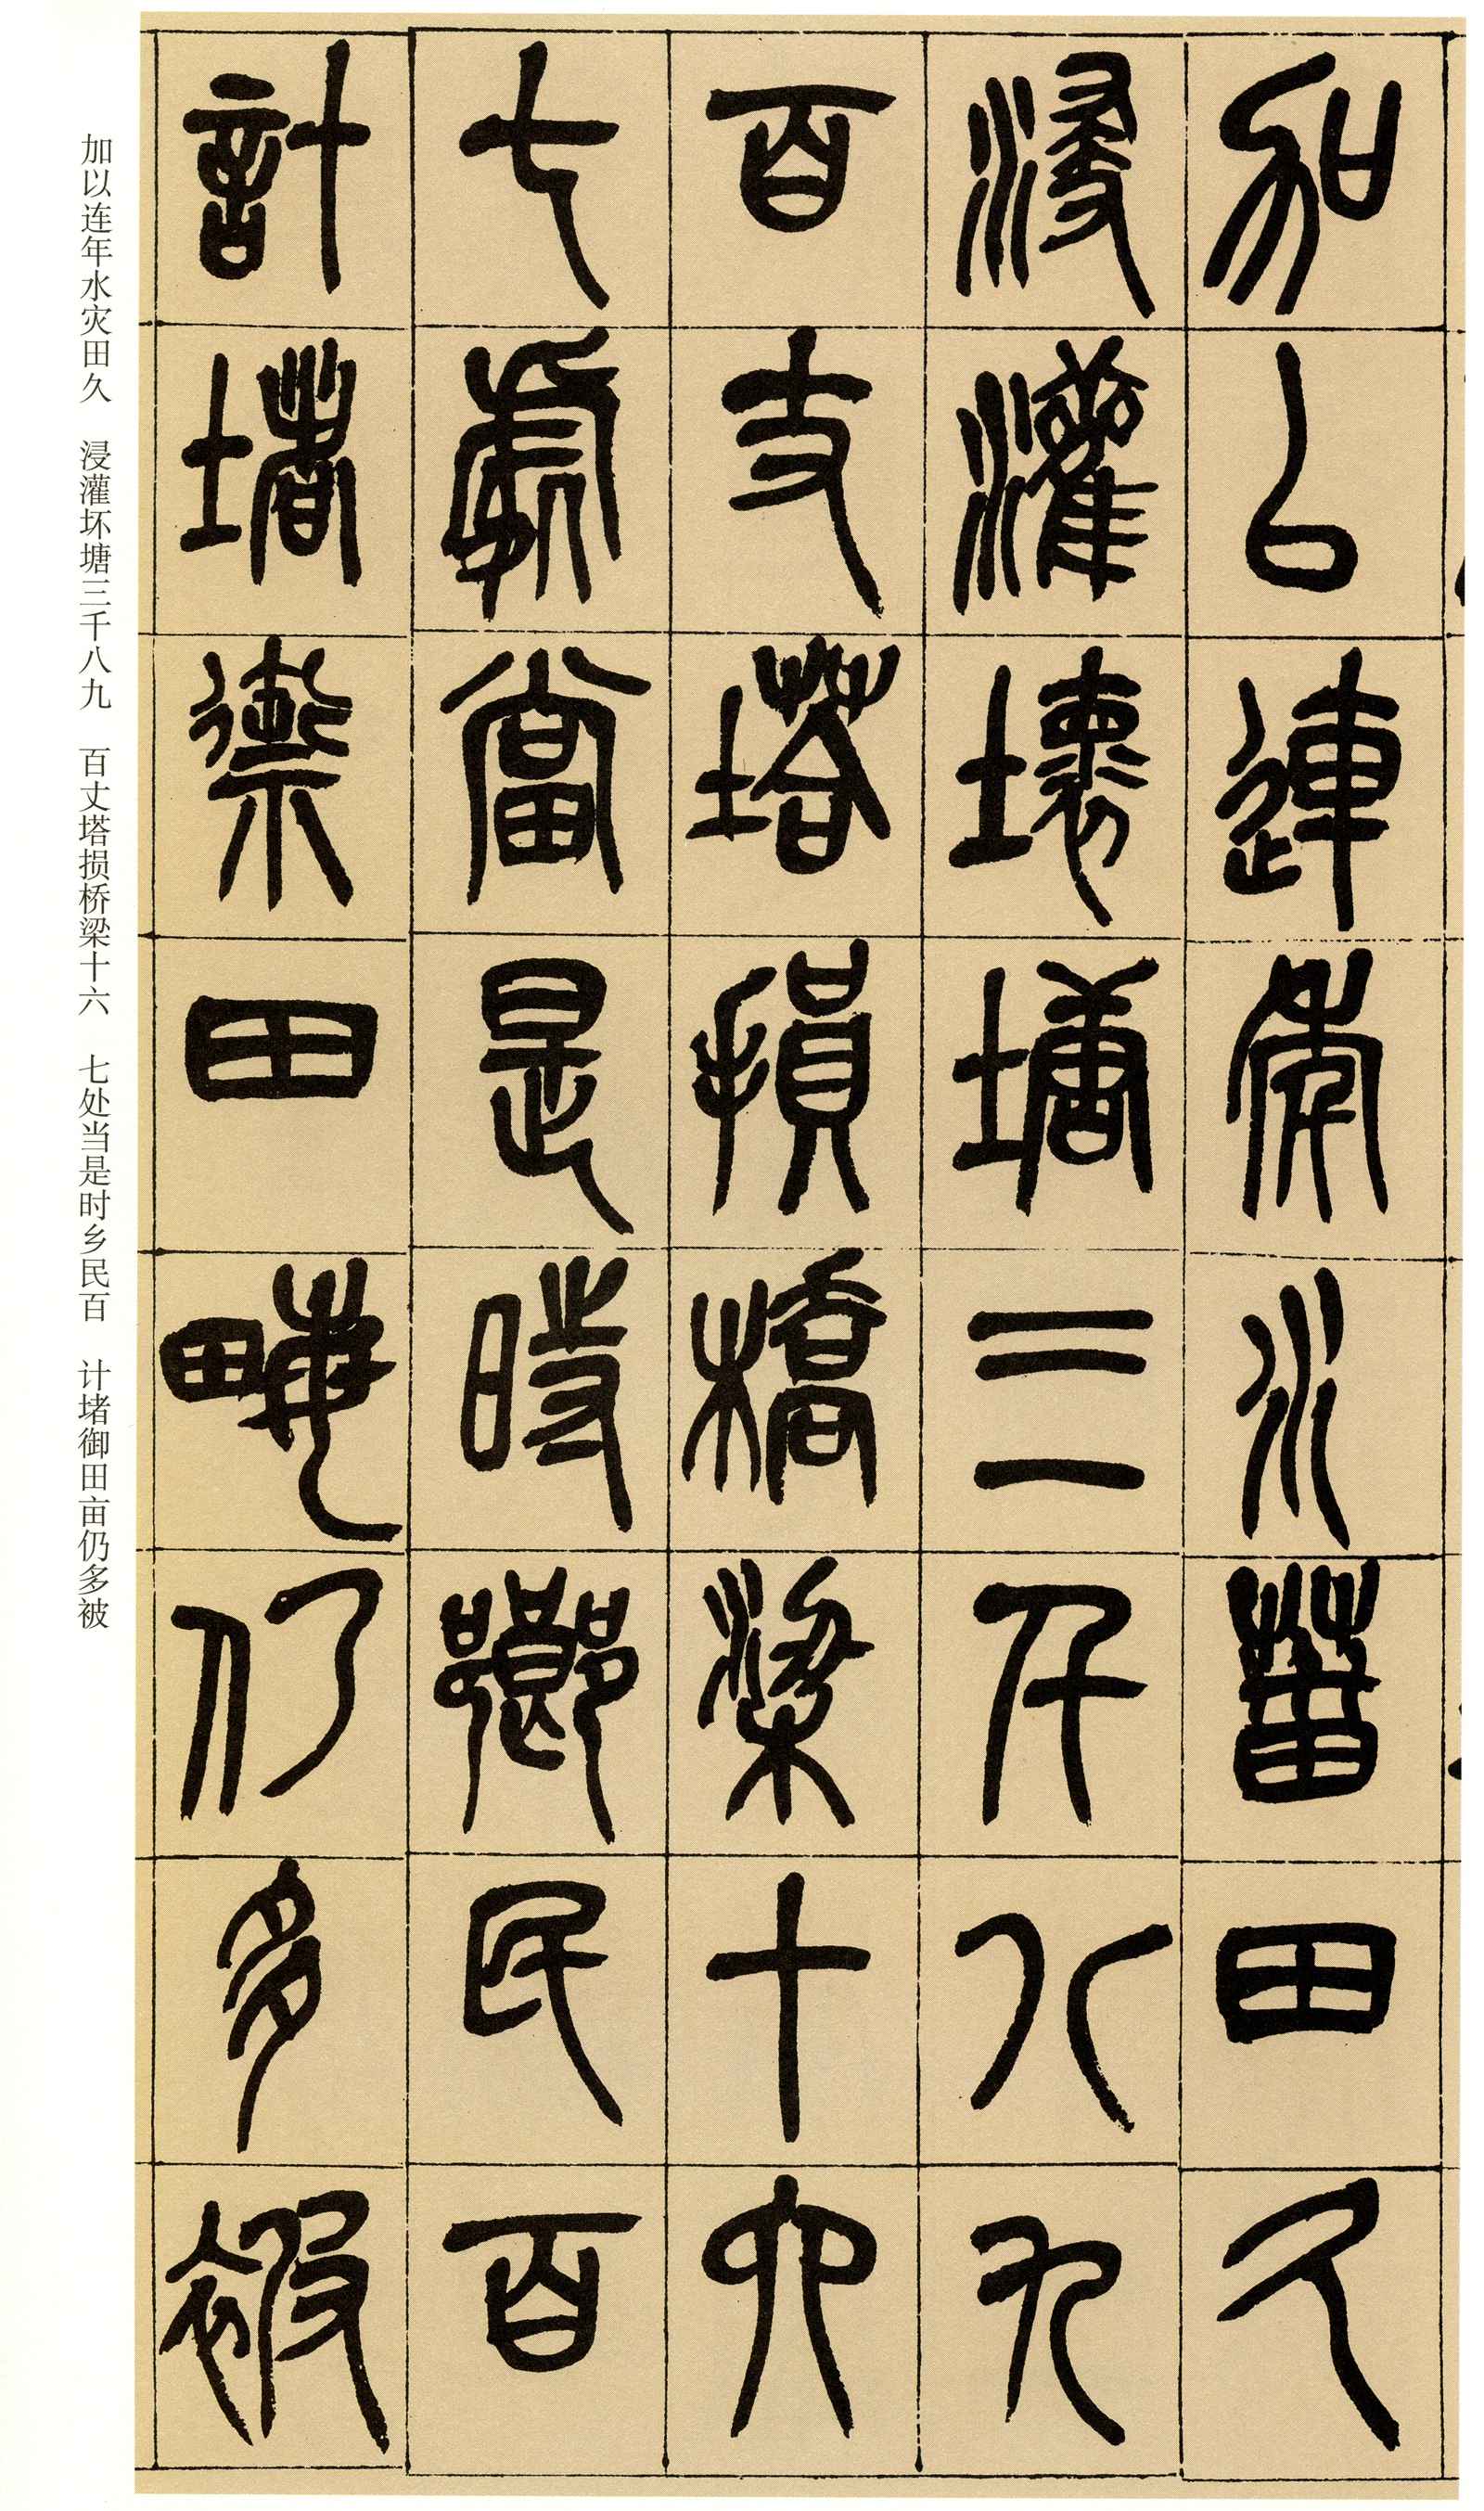 加㠯連年水菑田久
浸灌壞塘三千八九
百丈塔損橋梁十六
七處當是時鄉民百
計堵禦田畮仍多被
加以连年水灾田久　浸灌坏塘三千八九　百丈塔损桥梁十六　七处当是时乡民百　计堵御田亩仍多被